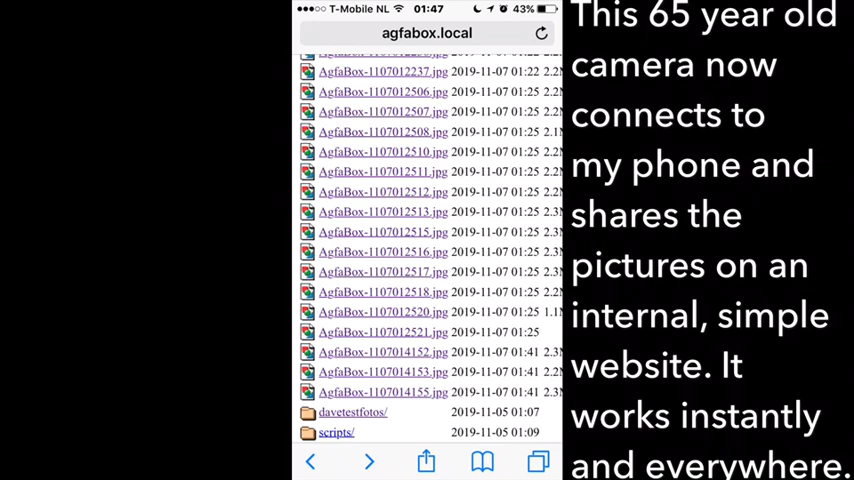 T-Mobile NL 01:47 43%
agfabox.local
AgfaBox-1107012237.jpg 2019-11-07 01:22
AgfaBox-1107012506.jpg 2019-11-07 01:25
AgfaBox-1107012507.jpg 2019-11-07 01:25
AgfaBox-1107012508.jpg 2019-11-07 01:25
AgfaBox-1107012510.jpg 2019-11-07 01:25
AgfaBox-1107012511.jpg 2019-11-07 01:25
AgfaBox-1107012512.jpg 2019-11-07 01:25
AgfaBox-1107012513.jpg 2019-11-07 01:25
AgfaBox-1107012515.jpg 2019-11-07 01:25
AgfaBox-1107012516.jpg 2019-11-07 01:25
AgfaBox-1107012517.jpg 2019-11-07 01:25
AgfaBox-1107012518.jpg 2019-11-07 01:25
AgfaBox-1107012520.jpg 2019-11-07 01:25
AgfaBox-1107012521.jpg 2019-11-07 01:25
AgfaBox-1107014152.jpg 2019-11-07 01:41
AgfaBox-1107014153.jpg 2019-11-07 01:41
AgfaBox-1107014155.jpg 2019-11-07 01:41
davetestfotos/ 2019-11-05 01:07
scripts/ 2019-11-05 01:09
This 65 year old
camera now
connects to
my phone and
shares the
pictures on an
internal, simple
website. It
works instantly
and everywhere.